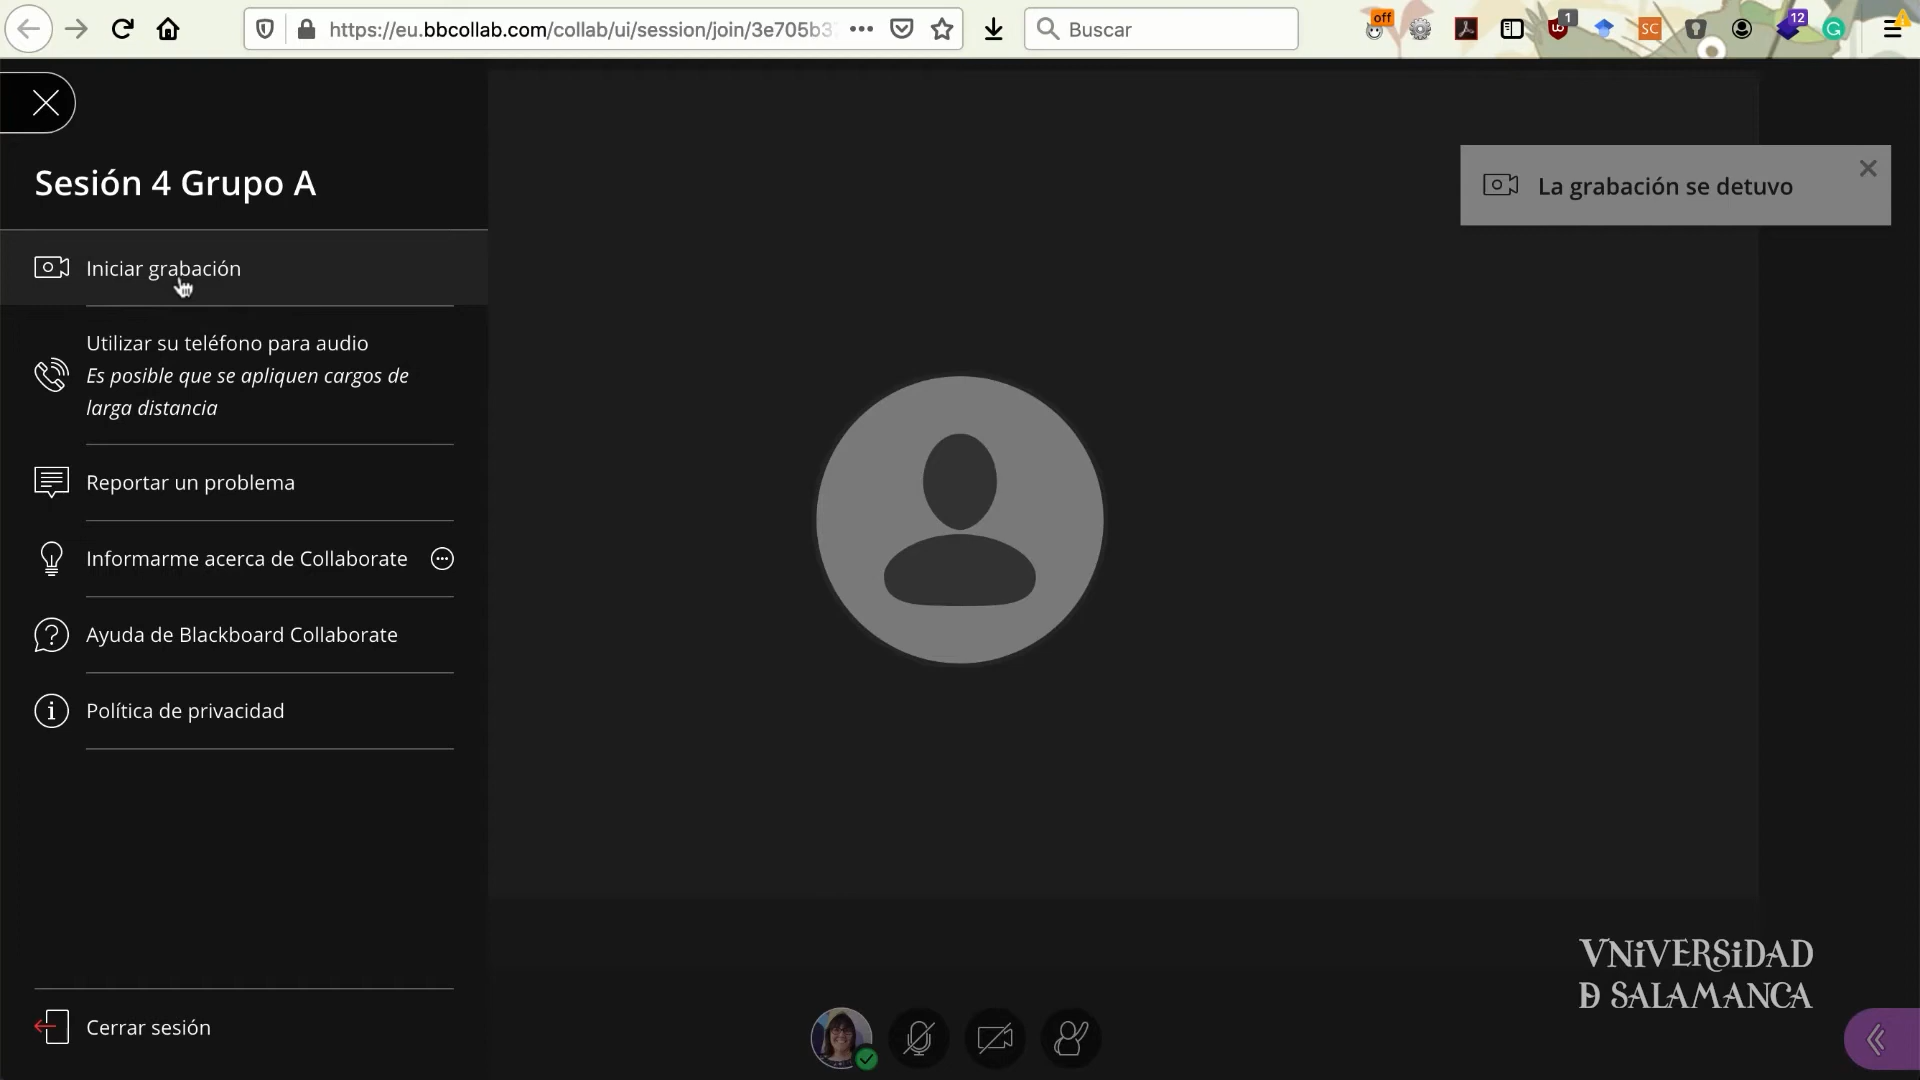 https://eu.bbcollab.com/collab/ui/session/join/3e705b3
Buscar
off
1
SC
12
Sesión 4 Grupo A
La grabación se detuvo
Iniciar grabación
Utilizar su teléfono para audio
Es posible que se apliquen cargos de
larga distancia
Reportar un problema
Informarme acerca de Collaborate
Ayuda de Blackboard Collaborate
Política de privacidad
VNiVERSiDAD
Ð SALAMANCA
Cerrar sesión